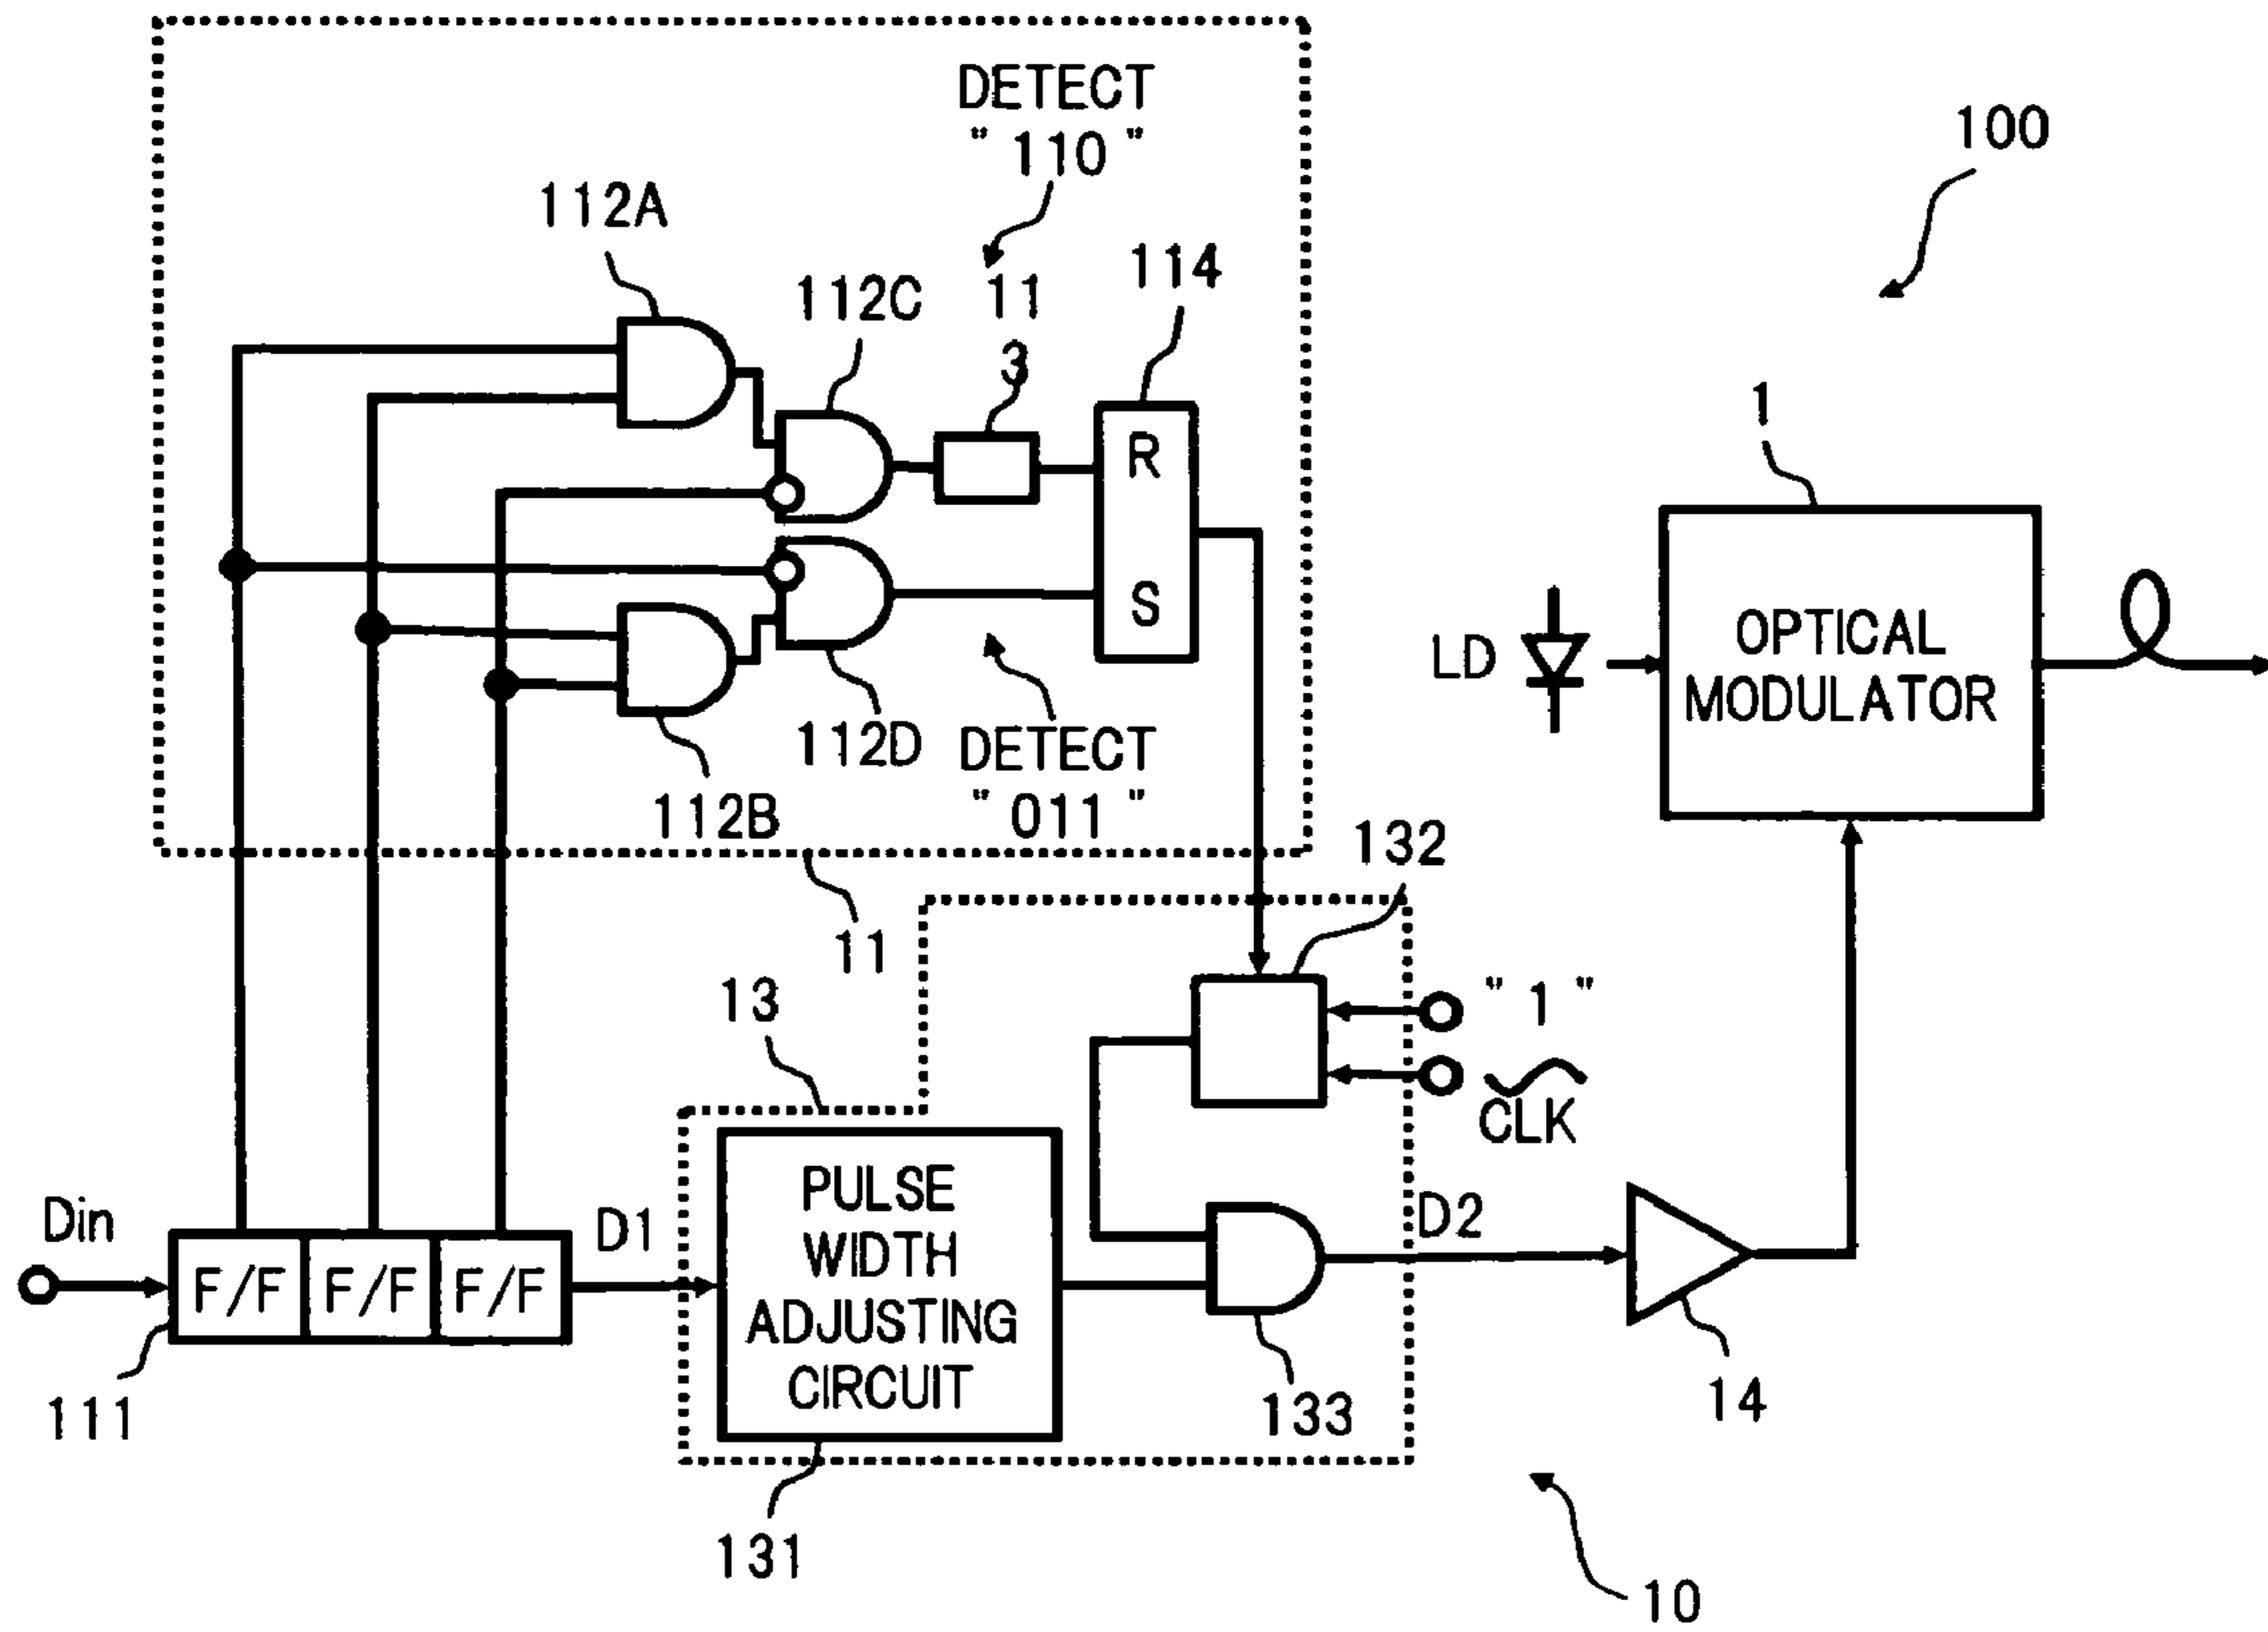 DETECT
" 110 "
100
112A
112C
11
3
114
R
S
1
OPTICAL
MODULATOR
LD
112D
112B
DETECT
" 011 "
132
11
13
" 1 "
CLK
Din
F/F
F/F
F/F
D1
PULSE
WIDTH
ADJUSTING
CIRCUIT
D2
111
133
14
131
10